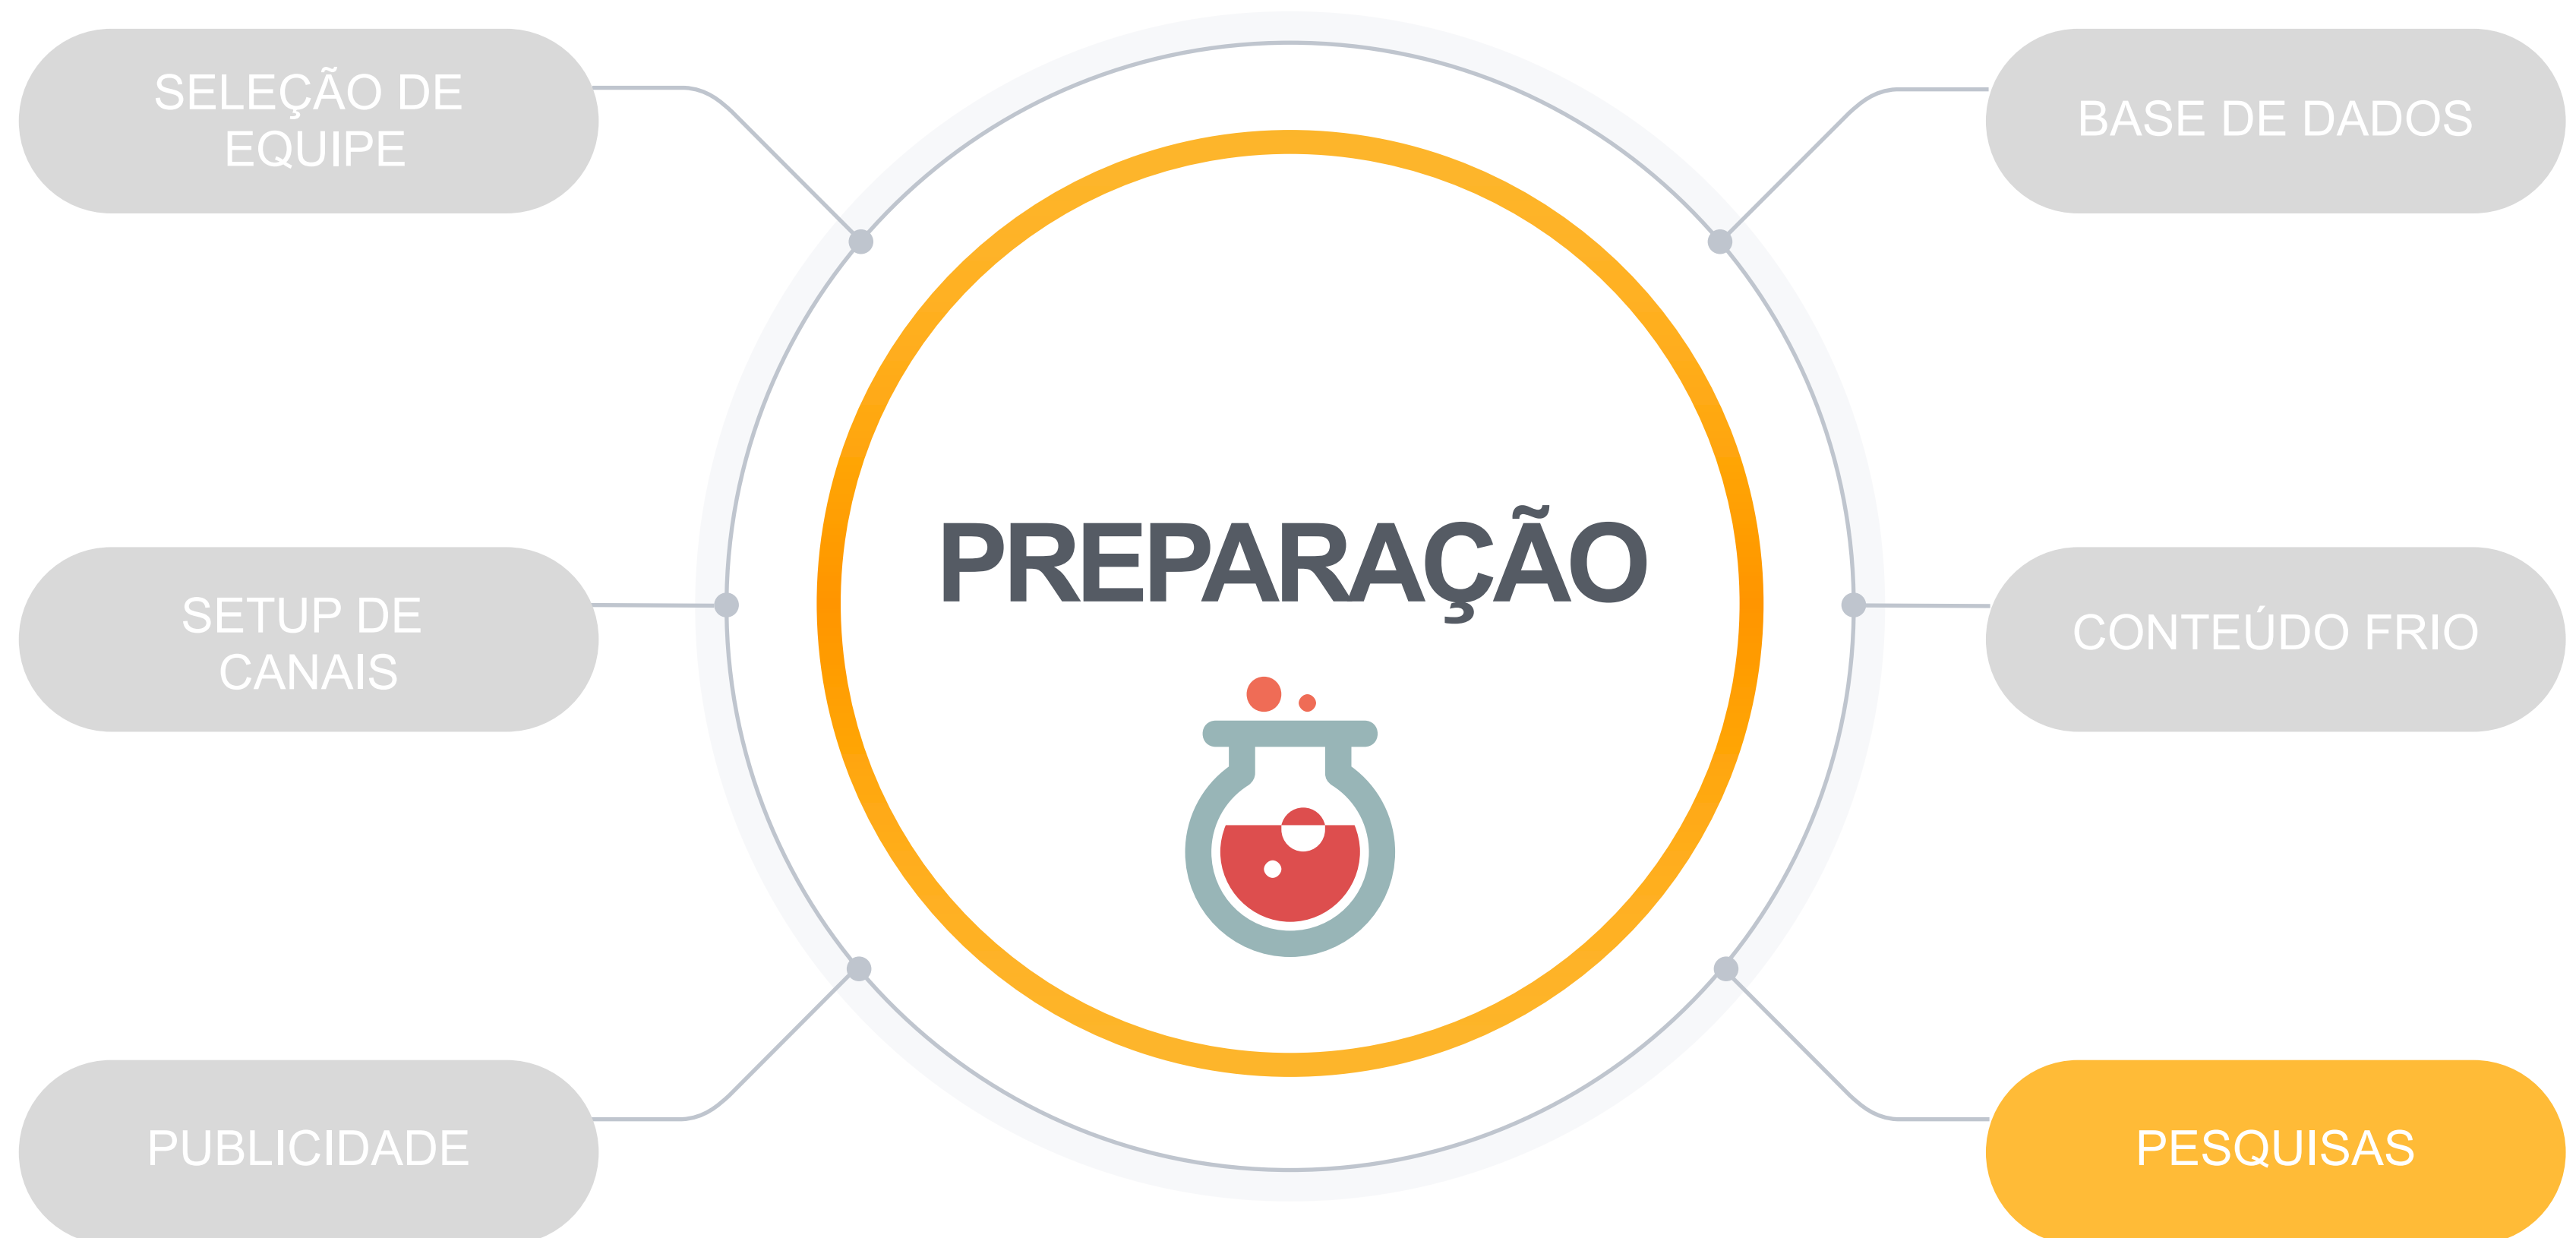 SELEÇÃO DE
EQUIPE
BASE DE DADOS
PREPARAÇÃO
SETUP DE
CANAIS
CONTEÚDO FRIO
PUBLICIDADE
PESQUISAS